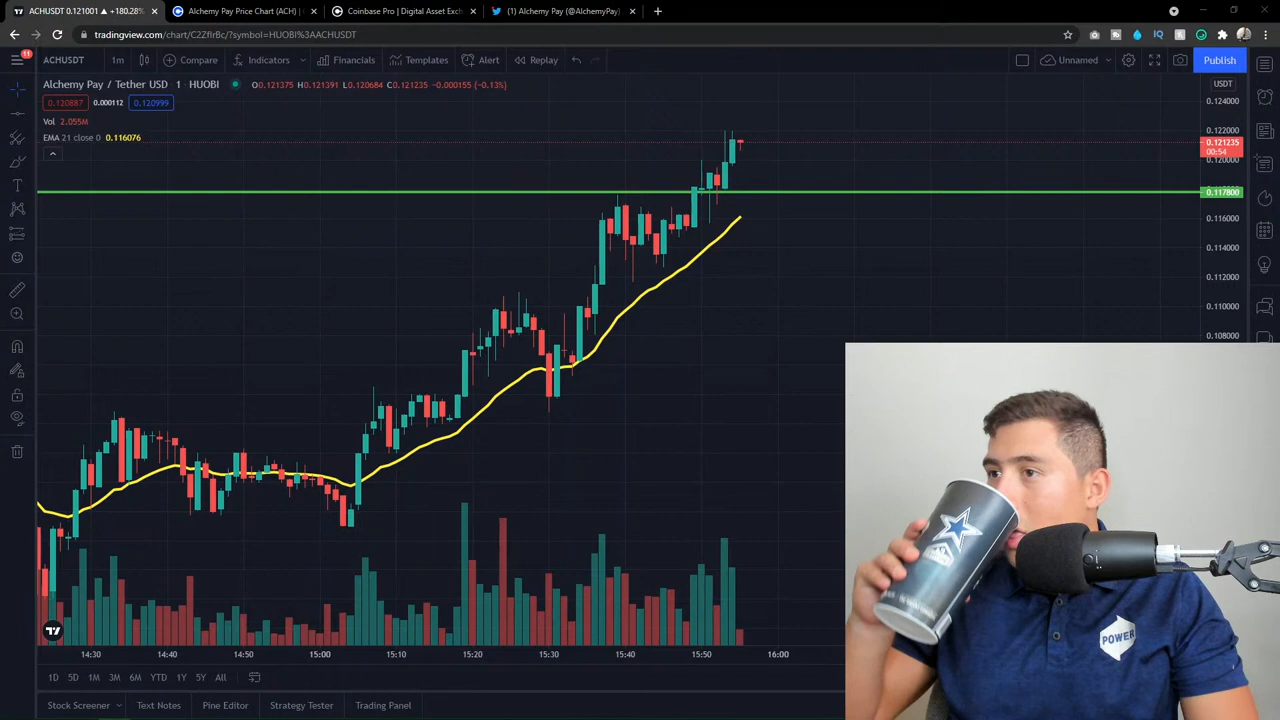 ACHUSDT 0.121001 ▲ +180.28%
Alchemy Pay Price Chart (ACH) |
Coinbase Pro | Digital Asset Exch
(1) Alchemy Pay (@AlchemyPay)
tradingview.com/chart/C2ZfIrBc/?symbol=HUOBI%3AACHUSDT
11
ACHUSDT
1m
Compare
Indicators
Financials
Templates
Alert
Replay
Unnamed
Publish
Alchemy Pay / Tether USD · 1 · HUOBI
O0.121375 H0.121391 L0.120684 C0.121235 −0.000155 (−0.13%)
0.120887
0.000112
0.120999
Vol 2.055M
EMA 21 close 0 0.116076
USDT
0.124000
0.122000
0.121235
00:54
0.120000
0.117800
0.116000
0.114000
0.112000
0.110000
0.108000
POWER
14:30
14:40
14:50
15:00
15:10
15:20
15:30
15:40
15:50
16:00
1D
5D
1M
3M
6M
YTD
1Y
5Y
All
Stock Screener
Text Notes
Pine Editor
Strategy Tester
Trading Panel